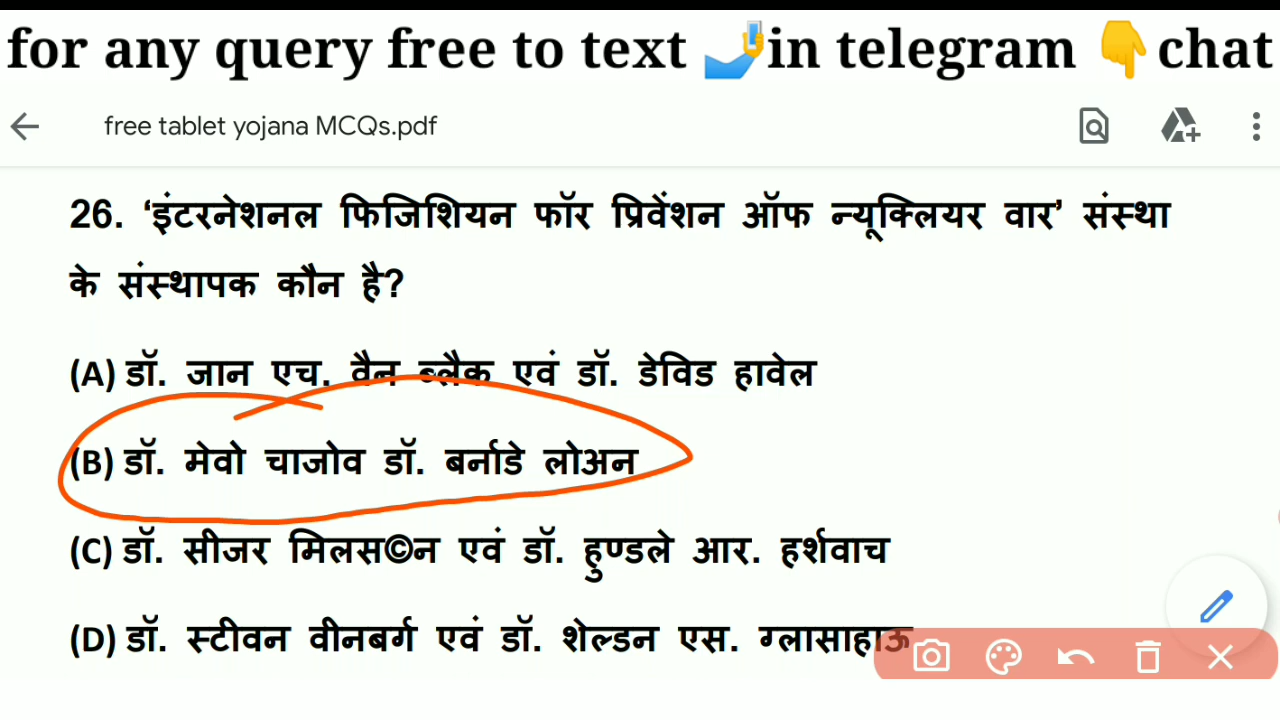 for any query free to text 🤳in telegram 👇chat
free tablet yojana MCQs.pdf
26. ‘इंटरनेशनल फिजिशियन फॉर प्रिवेंशन ऑफ न्यूक्लियर वार’ संस्था
के संस्थापक कौन है?
(A) डॉ. जान एच. वैन ब्लैक एवं डॉ. डेविड हावेल
(B) डॉ. मेवो चाजोव डॉ. बर्नाडे लोअन
(C) डॉ. सीजर मिलस©न एवं डॉ. हुण्डले आर. हर्शवाच
(D) डॉ. स्टीवन वीनबर्ग एवं डॉ. शेल्डन एस. ग्लासाहाऊ